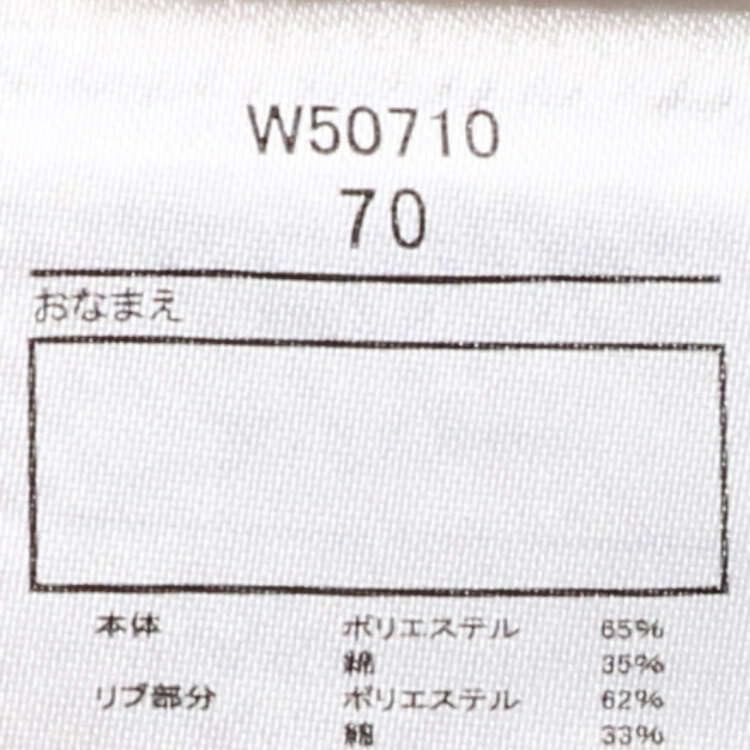 W50710
70
おなまえ
本体 ポリエステル 65%
綿 35%
リブ部分 ポリエステル 62%
綿 33%